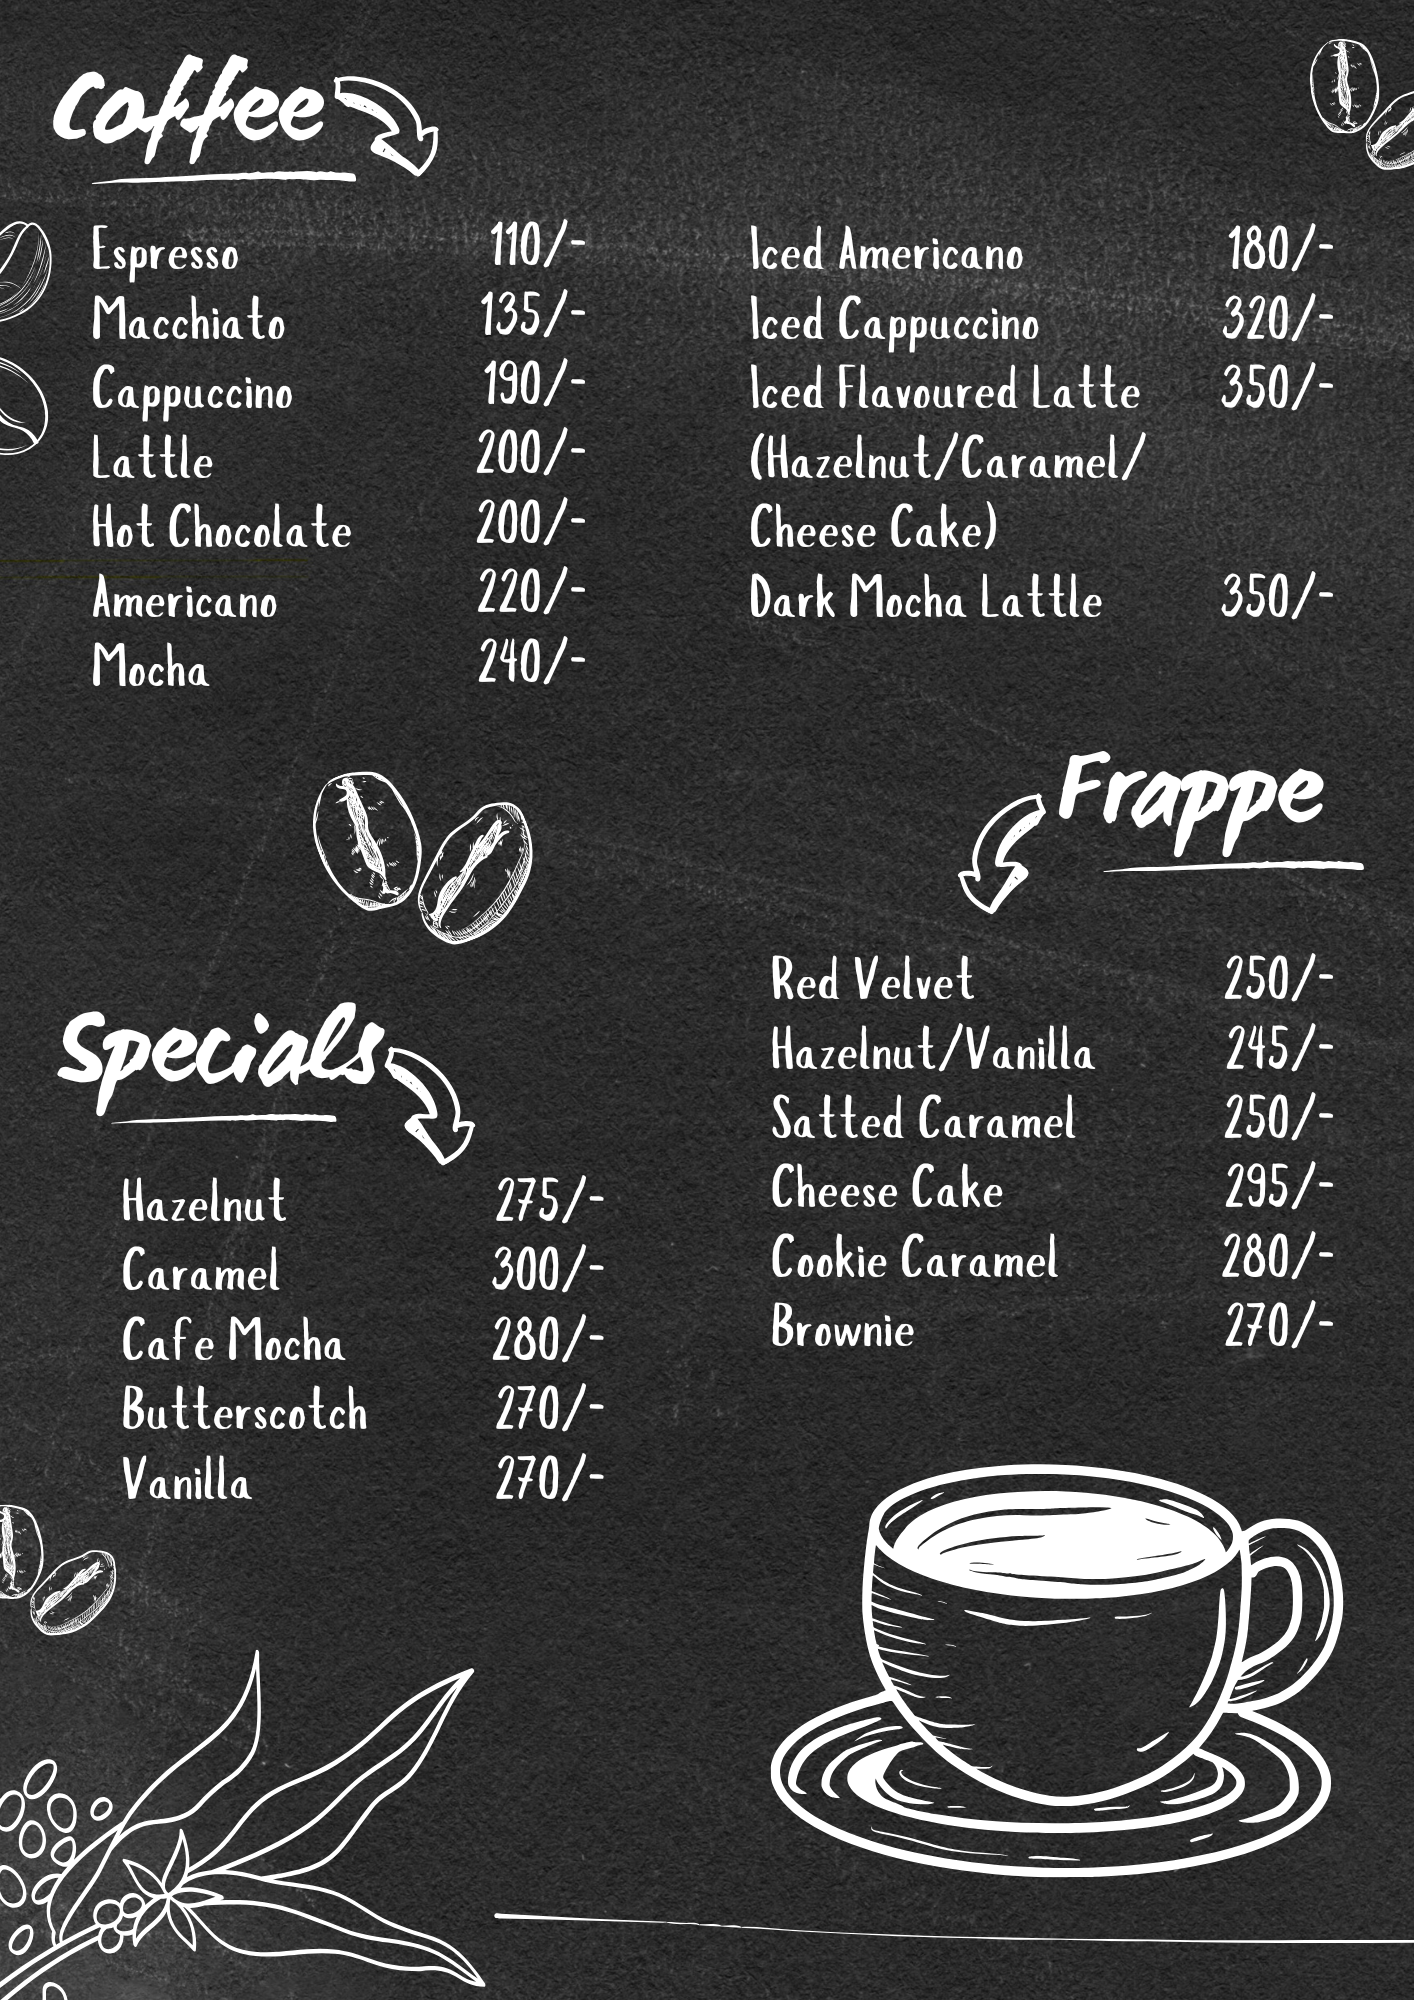 Coffee
Espresso 110/-
Macchiato 135/-
Cappuccino 190/-
Lattle 200/-
Hot Chocolate 200/-
Americano 220/-
Mocha 240/-
Iced Americano 180/-
Iced Cappuccino 320/-
Iced Flavoured Latte 350/-
(Hazelnut/Caramel/
Cheese Cake)
Dark Mocha Lattle 350/-
Frappe
Red Velvet 250/-
Hazelnut/Vanilla 245/-
Satted Caramel 250/-
Cheese Cake 295/-
Cookie Caramel 280/-
Brownie 270/-
Specials
Hazelnut 275/-
Caramel 300/-
Cafe Mocha 280/-
Butterscotch 270/-
Vanilla 270/-